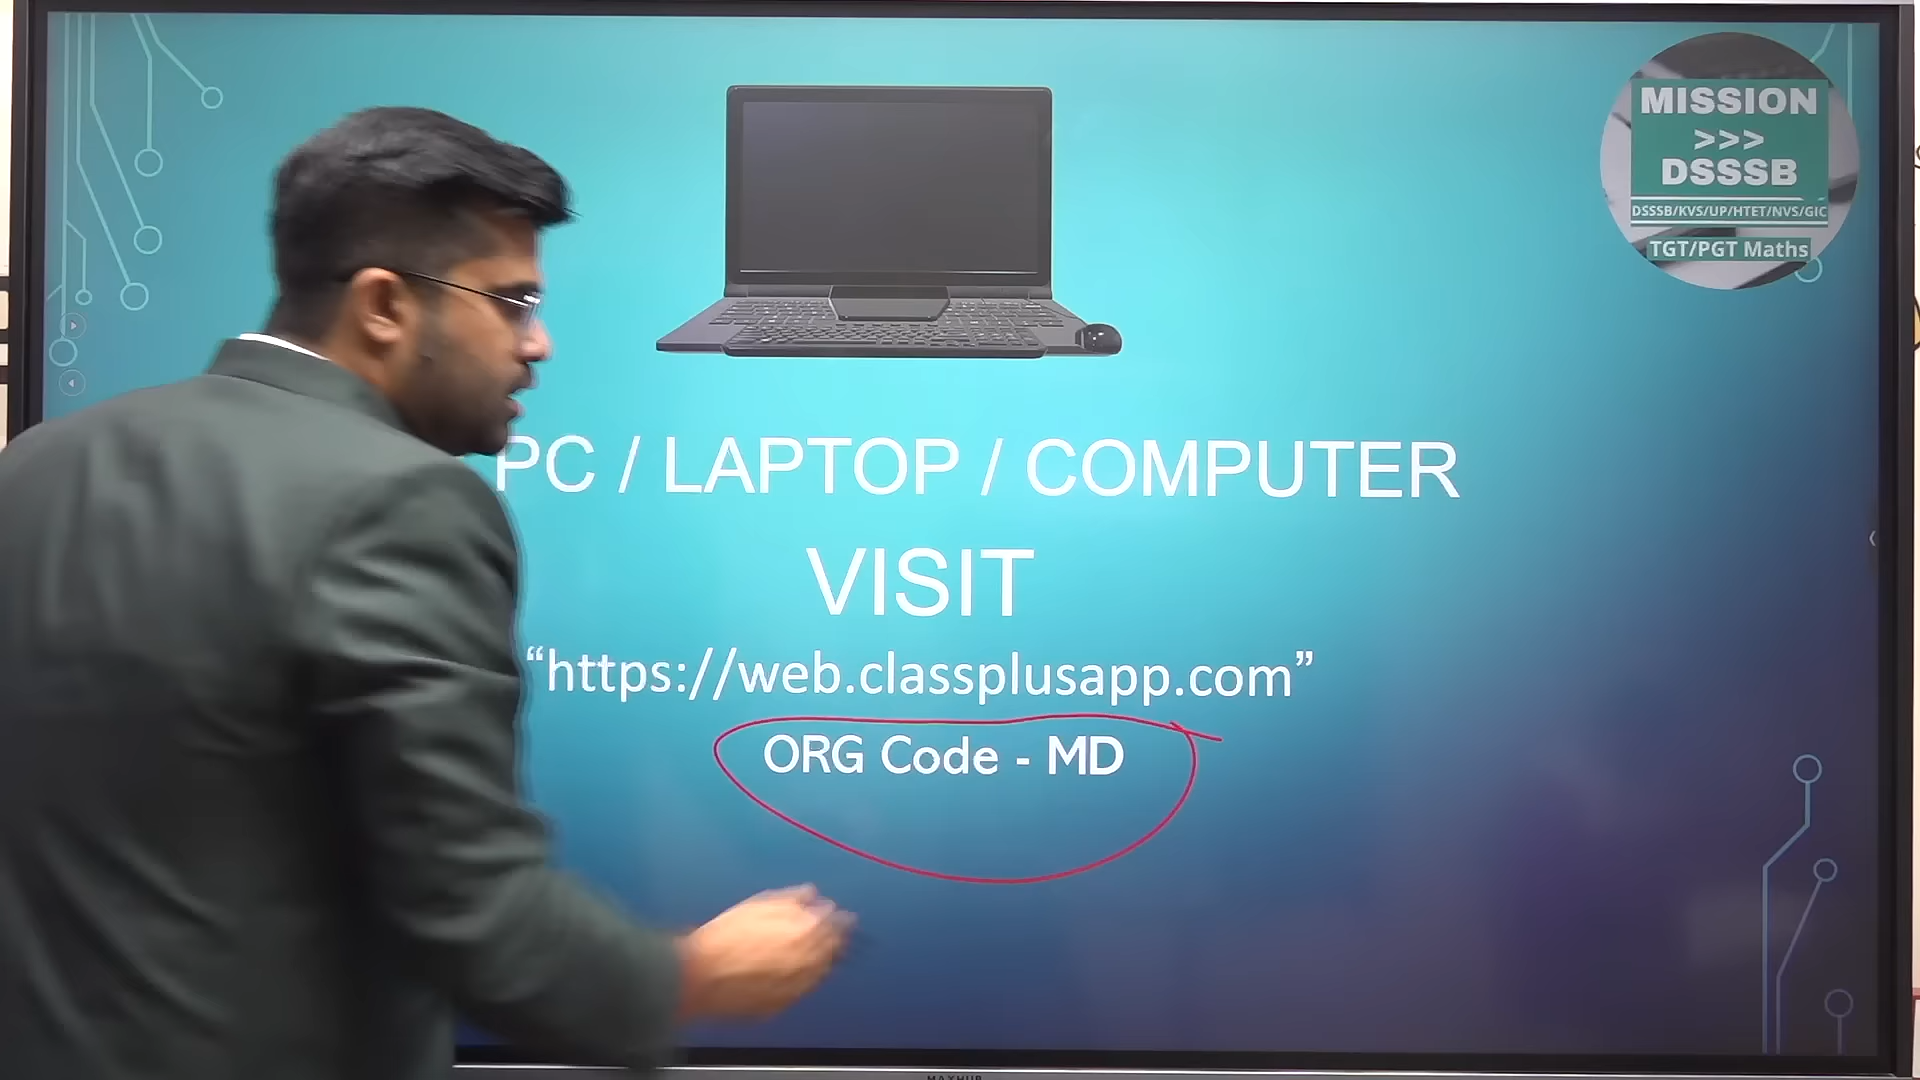 MISSION
>>>
DSSSB
DSSSB/KVS/UP/HTET/NVS/GIC
TGT/PGT Maths
PC / LAPTOP / COMPUTER
VISIT
“https://web.classplusapp.com”
ORG Code - MD
MAXHUB